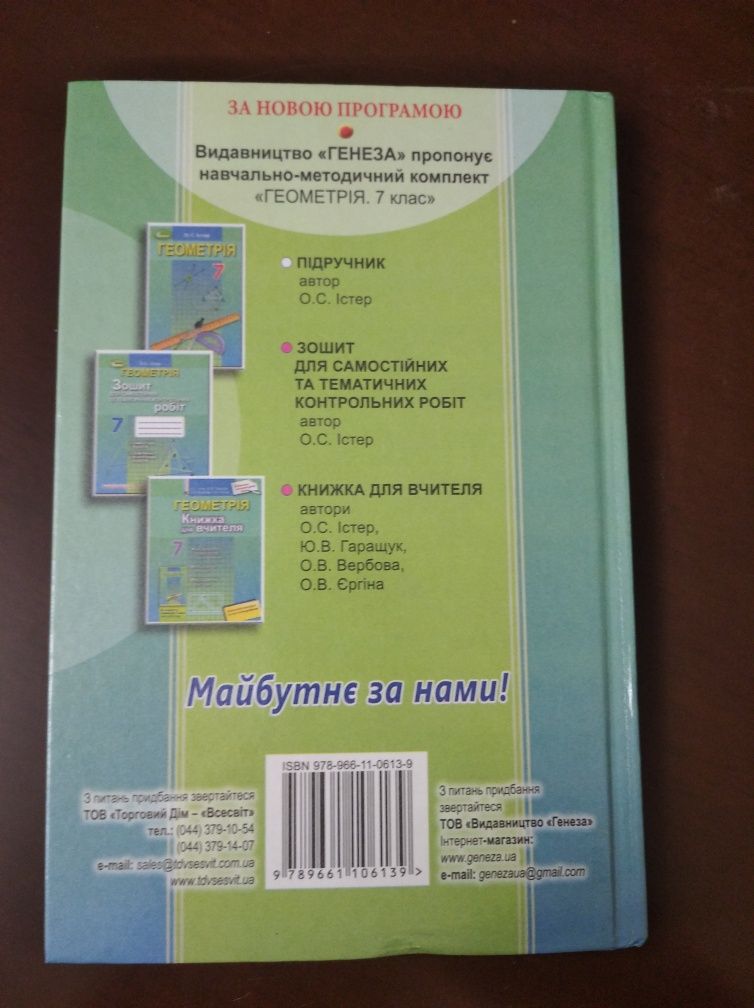 ЗА НОВОЮ ПРОГРАМОЮ
Видавництво «ГЕНЕЗА» пропонує
навчально-методичний комплект
«ГЕОМЕТРІЯ. 7 клас»
ГЕОМЕТРІЯ
7
ПІДРУЧНИК
автор
О.С. Істер
ГЕОМЕТРІЯ
Зошит
робіт
7
ЗОШИТ
ДЛЯ САМОСТІЙНИХ
ТА ТЕМАТИЧНИХ
КОНТРОЛЬНИХ РОБІТ
автор
О.С. Істер
ГЕОМЕТРІЯ
Книжка
для вчителя
7
КНИЖКА ДЛЯ ВЧИТЕЛЯ
автори
О.С. Істер,
Ю.В. Гаращук,
О.В. Вербова,
О.В. Єргіна
Майбутнє за нами!
З питань придбання звертайтеся
ТОВ «Торговий Дім – «Всесвіт»
тел.: (044) 379-10-54
(044) 379-14-07
e-mail: sales@tdvsesvit.com.ua
www.tdvsesvit.com.ua
ISBN 978-966-11-0613-9
9 789661 106139 >
З питань придбання
звертайтеся
ТОВ «Видавництво «Генеза»
Інтернет-магазин:
www.geneza.ua
e-mail: genezaua@gmail.com